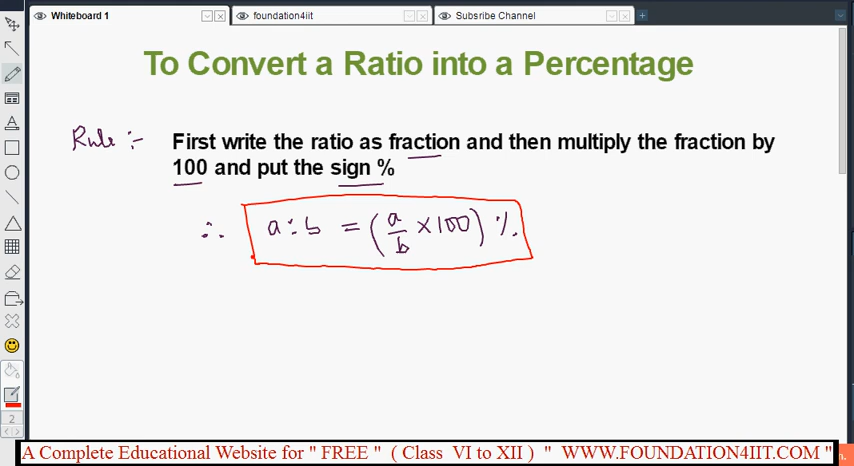 Whiteboard 1 foundation4iit Subsribe Channel
To Convert a Ratio into a Percentage
Rule :- First write the ratio as fraction and then multiply the fraction by
100 and put the sign %
∴ a:b = (a/b × 100) %.
2
A Complete Educational Website for " FREE " ( Class VI to XII ) " WWW.FOUNDATION4IIT.COM "